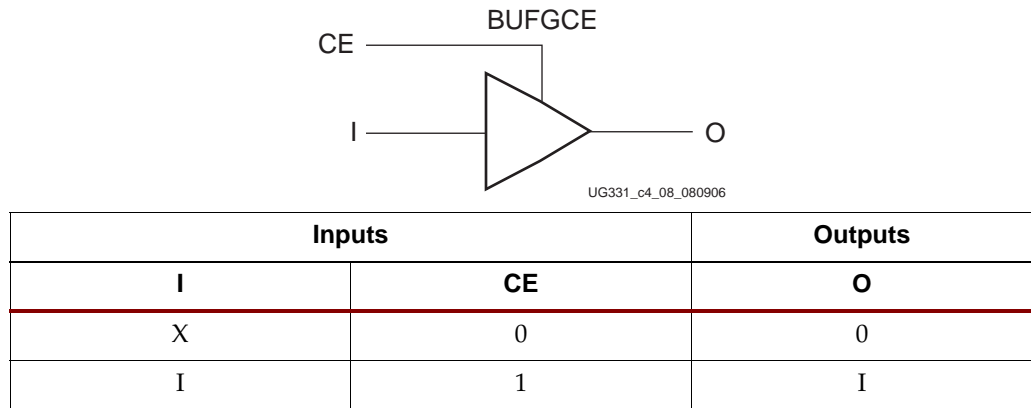 BUFGCE
CE
I
O
UG331_c4_08_080906
Inputs Outputs
I CE O
X 0 0
I 1 I